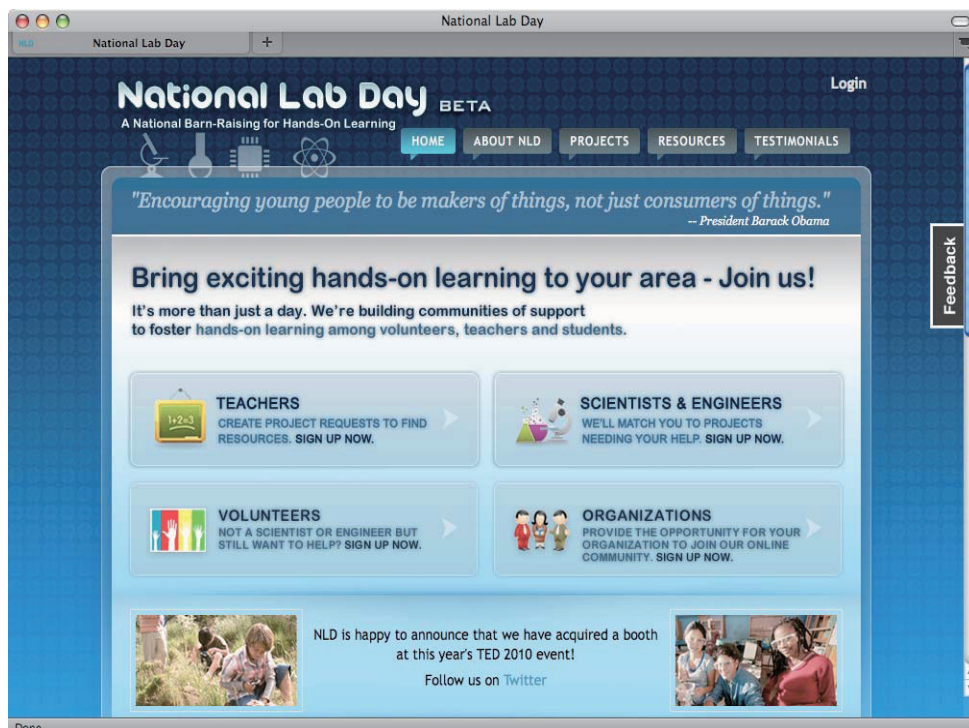 National Lab Day
NLD
National Lab Day
+
Login
National Lab Day BETA
A National Barn-Raising for Hands-On Learning
HOME
ABOUT NLD
PROJECTS
RESOURCES
TESTIMONIALS
"Encouraging young people to be makers of things, not just consumers of things."
-- President Barack Obama
Feedback
Bring exciting hands-on learning to your area - Join us!
It's more than just a day. We're building communities of support
to foster hands-on learning among volunteers, teachers and students.
1+2=3
TEACHERS
CREATE PROJECT REQUESTS TO FIND
RESOURCES. SIGN UP NOW.
SCIENTISTS & ENGINEERS
WE'LL MATCH YOU TO PROJECTS
NEEDING YOUR HELP. SIGN UP NOW.
VOLUNTEERS
NOT A SCIENTIST OR ENGINEER BUT
STILL WANT TO HELP? SIGN UP NOW.
ORGANIZATIONS
PROVIDE THE OPPORTUNITY FOR YOUR
ORGANIZATION TO JOIN OUR ONLINE
COMMUNITY. SIGN UP NOW.
NLD is happy to announce that we have acquired a booth
at this year's TED 2010 event!
Follow us on Twitter
Done